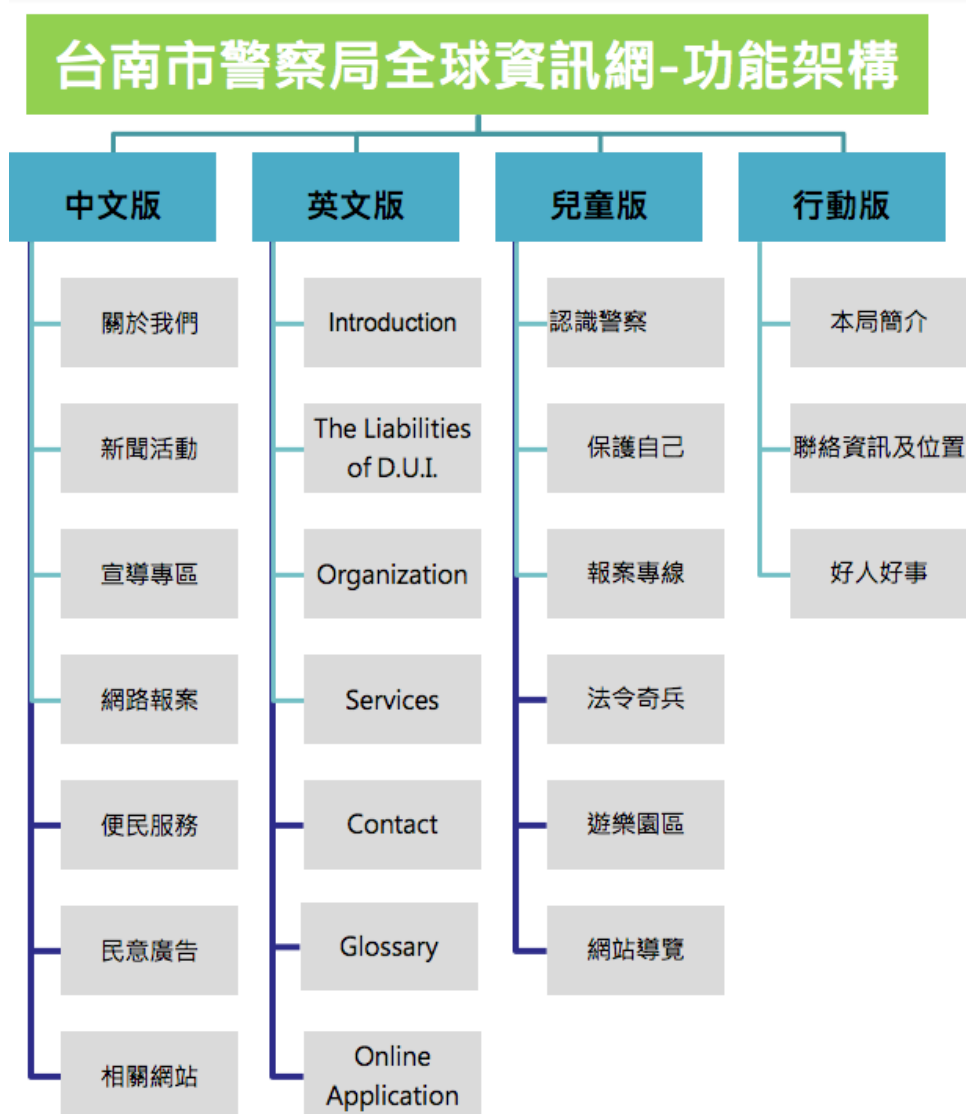 台南市警察局全球資訊網-功能架構
中文版
關於我們
新聞活動
宣導專區
網路報案
便民服務
民意廣告
相關網站
英文版
Introduction
The Liabilities
of D.U.I.
Organization
Services
Contact
Glossary
Online
Application
兒童版
認識警察
保護自己
報案專線
法令奇兵
遊樂園區
網站導覽
行動版
本局簡介
聯絡資訊及位置
好人好事